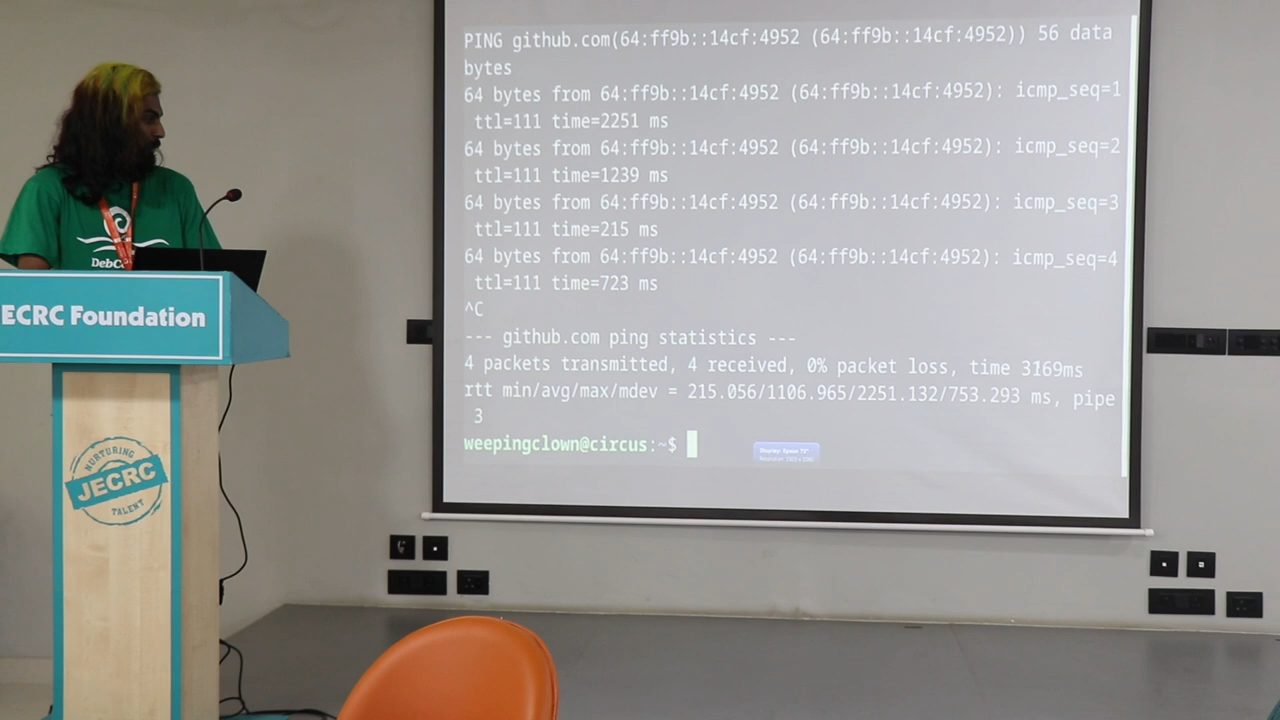 PING github.com(64:ff9b::14cf:4952 (64:ff9b::14cf:4952)) 56 data
bytes
64 bytes from 64:ff9b::14cf:4952 (64:ff9b::14cf:4952): icmp_seq=1
ttl=111 time=2251 ms
64 bytes from 64:ff9b::14cf:4952 (64:ff9b::14cf:4952): icmp_seq=2
ttl=111 time=1239 ms
64 bytes from 64:ff9b::14cf:4952 (64:ff9b::14cf:4952): icmp_seq=3
ttl=111 time=215 ms
64 bytes from 64:ff9b::14cf:4952 (64:ff9b::14cf:4952): icmp_seq=4
ttl=111 time=723 ms
^C
--- github.com ping statistics ---
4 packets transmitted, 4 received, 0% packet loss, time 3169ms
rtt min/avg/max/mdev = 215.056/1106.965/2251.132/753.293 ms, pipe
3
weepingclown@circus:~$
Display: Epson
DebC
ECRC Foundation
NURTURING
JECRC
TALENT